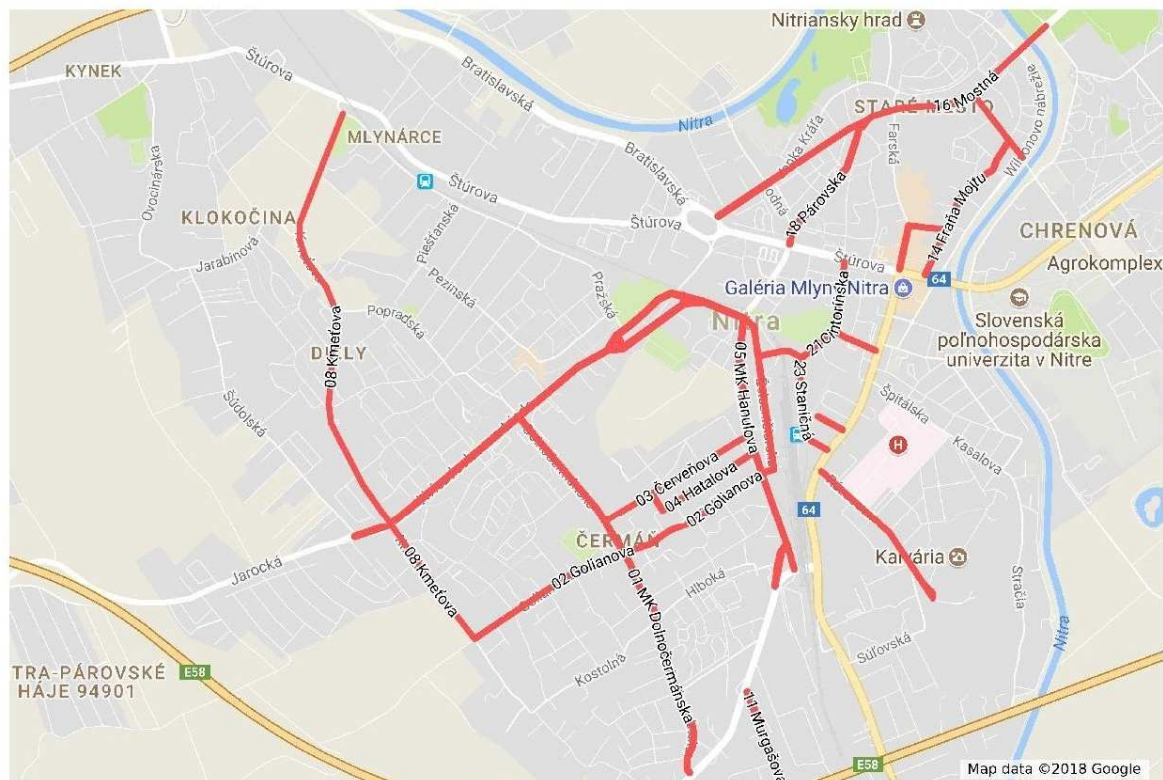 Nitriansky hrad
KYNEK
Štúrova
Bratislavská
16 Mostná
STARÉ MESTO
MLYNÁRCE
Nitra
Janka Kráľa
Farská
Wilsonovo nábrežie
Ovocinárska
Bratislavská
Štúrova
KLOKOČINA
Piešťanská
18 Párovská
14 Fraňa Mojtu
CHRENOVÁ
Štúrova
Jarabinová
Štúrova
Agrokomplex
Pezinská
Pražská
Galéria Mlyny Nitra
64
Popradská
Nitra
21 Cintorínska
Slovenská
poľnohospodárska
univerzita v Nitre
DIELY
08 Kmeťova
05 MK Hanulova
23 Staničná
Špitálska
Šúdolská
Kasalova
H
03 Červeňova
04 Hatalova
02 Golianova
64
ČERMÁŇ
08 Kmeťova
02 Golianova
Kalvária
Jarocká
Hlboká
01 MK Dolnočermánska
Stračia
Nitra
Súľovská
Kostolná
TRA-PÁROVSKÉ
HÁJE 94901
E58
11 Murgašova
E58
Map data ©2018 Google